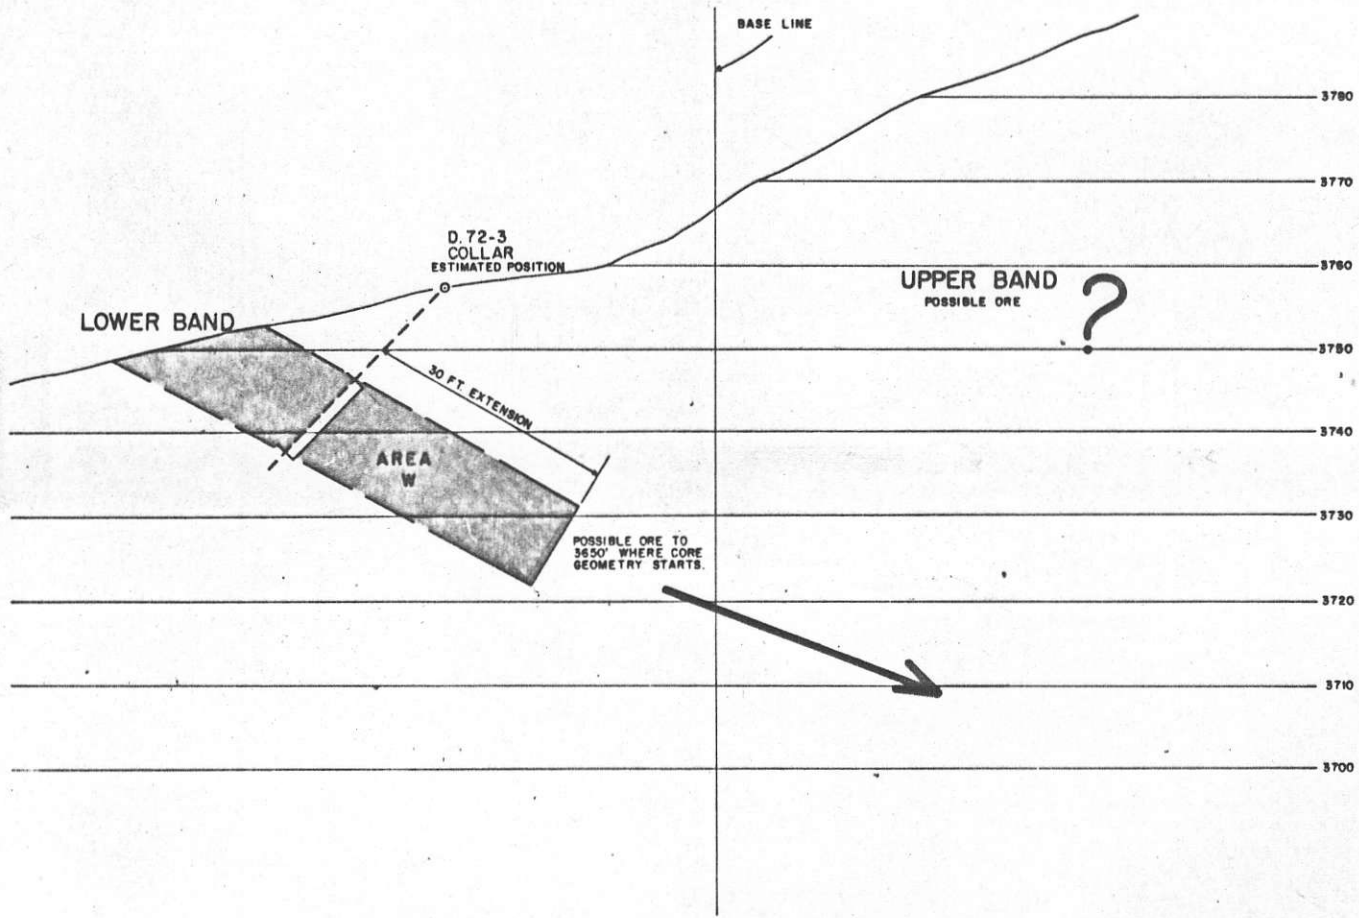 BASE LINE
3780
3770
D.72-3
COLLAR
ESTIMATED POSITION
3760
UPPER BAND
POSSIBLE ORE
?
LOWER BAND
3750
30 FT EXTENSION
3740
AREA
W
3730
POSSIBLE ORE TO
3650' WHERE CORE
GEOMETRY STARTS.
3720
3710
3700